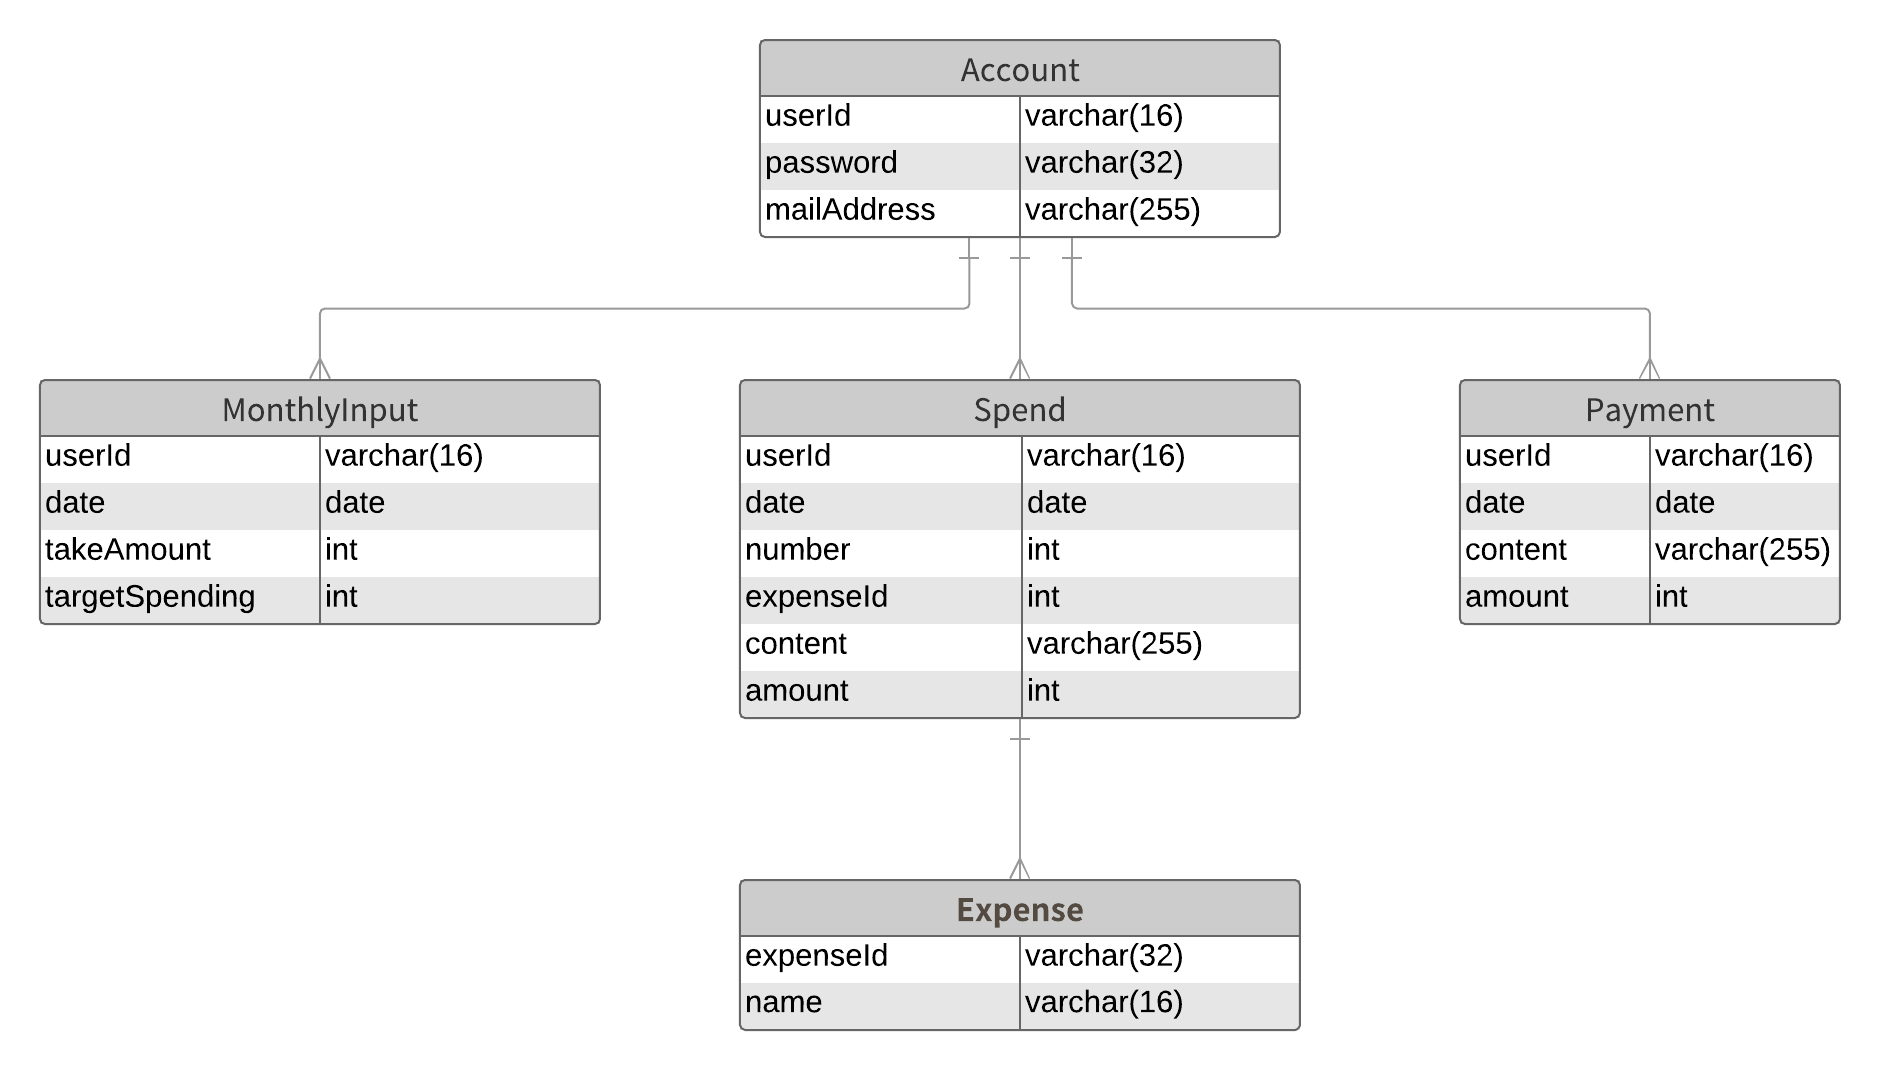 Account
userId varchar(16)
password varchar(32)
mailAddress varchar(255)
MonthlyInput
userId varchar(16)
date date
takeAmount int
targetSpending int
Spend
userId varchar(16)
date date
number int
expenseId int
content varchar(255)
amount int
Payment
userId varchar(16)
date date
content varchar(255)
amount int
Expense
expenseId varchar(32)
name varchar(16)